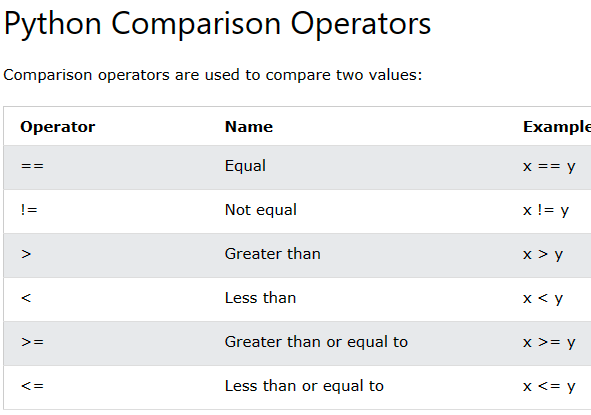 Python Comparison Operators
Comparison operators are used to compare two values:
Operator Name Example
== Equal x == y
!= Not equal x != y
> Greater than x > y
< Less than x < y
>= Greater than or equal to x >= y
<= Less than or equal to x <= y